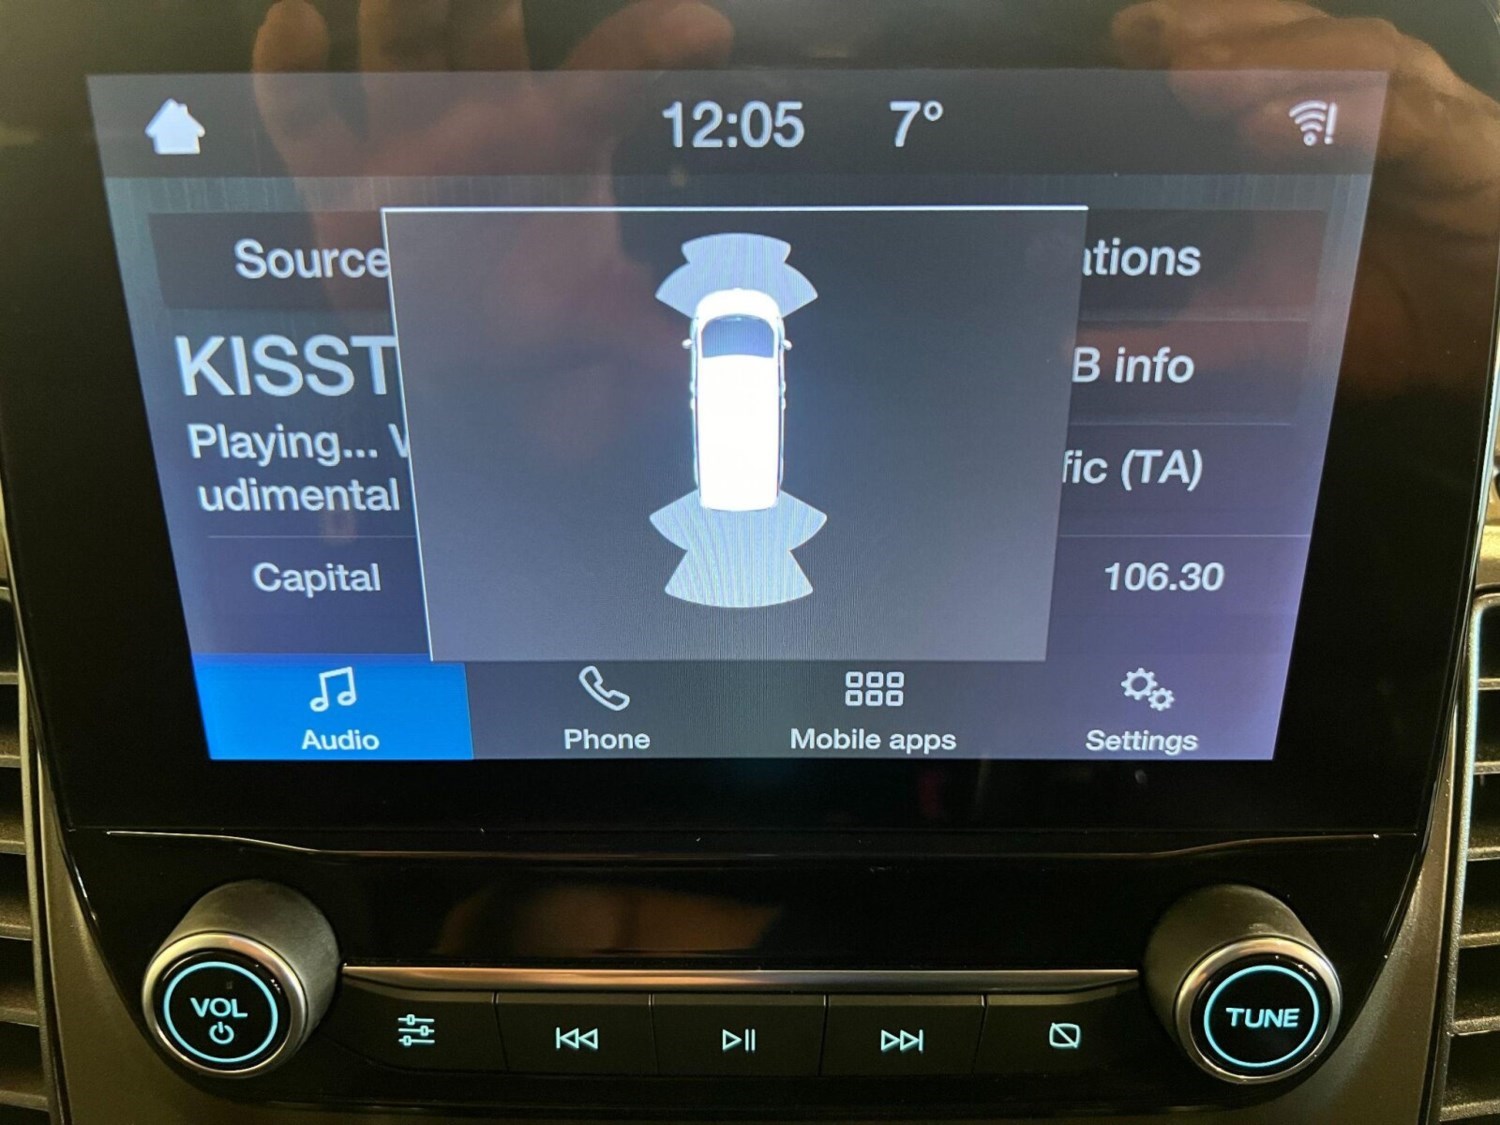 12:05 7°
Source
ations
KISST
B info
Playing...
udimental
fic (TA)
Capital
106.30
Audio
Phone
Mobile apps
Settings
VOL
TUNE